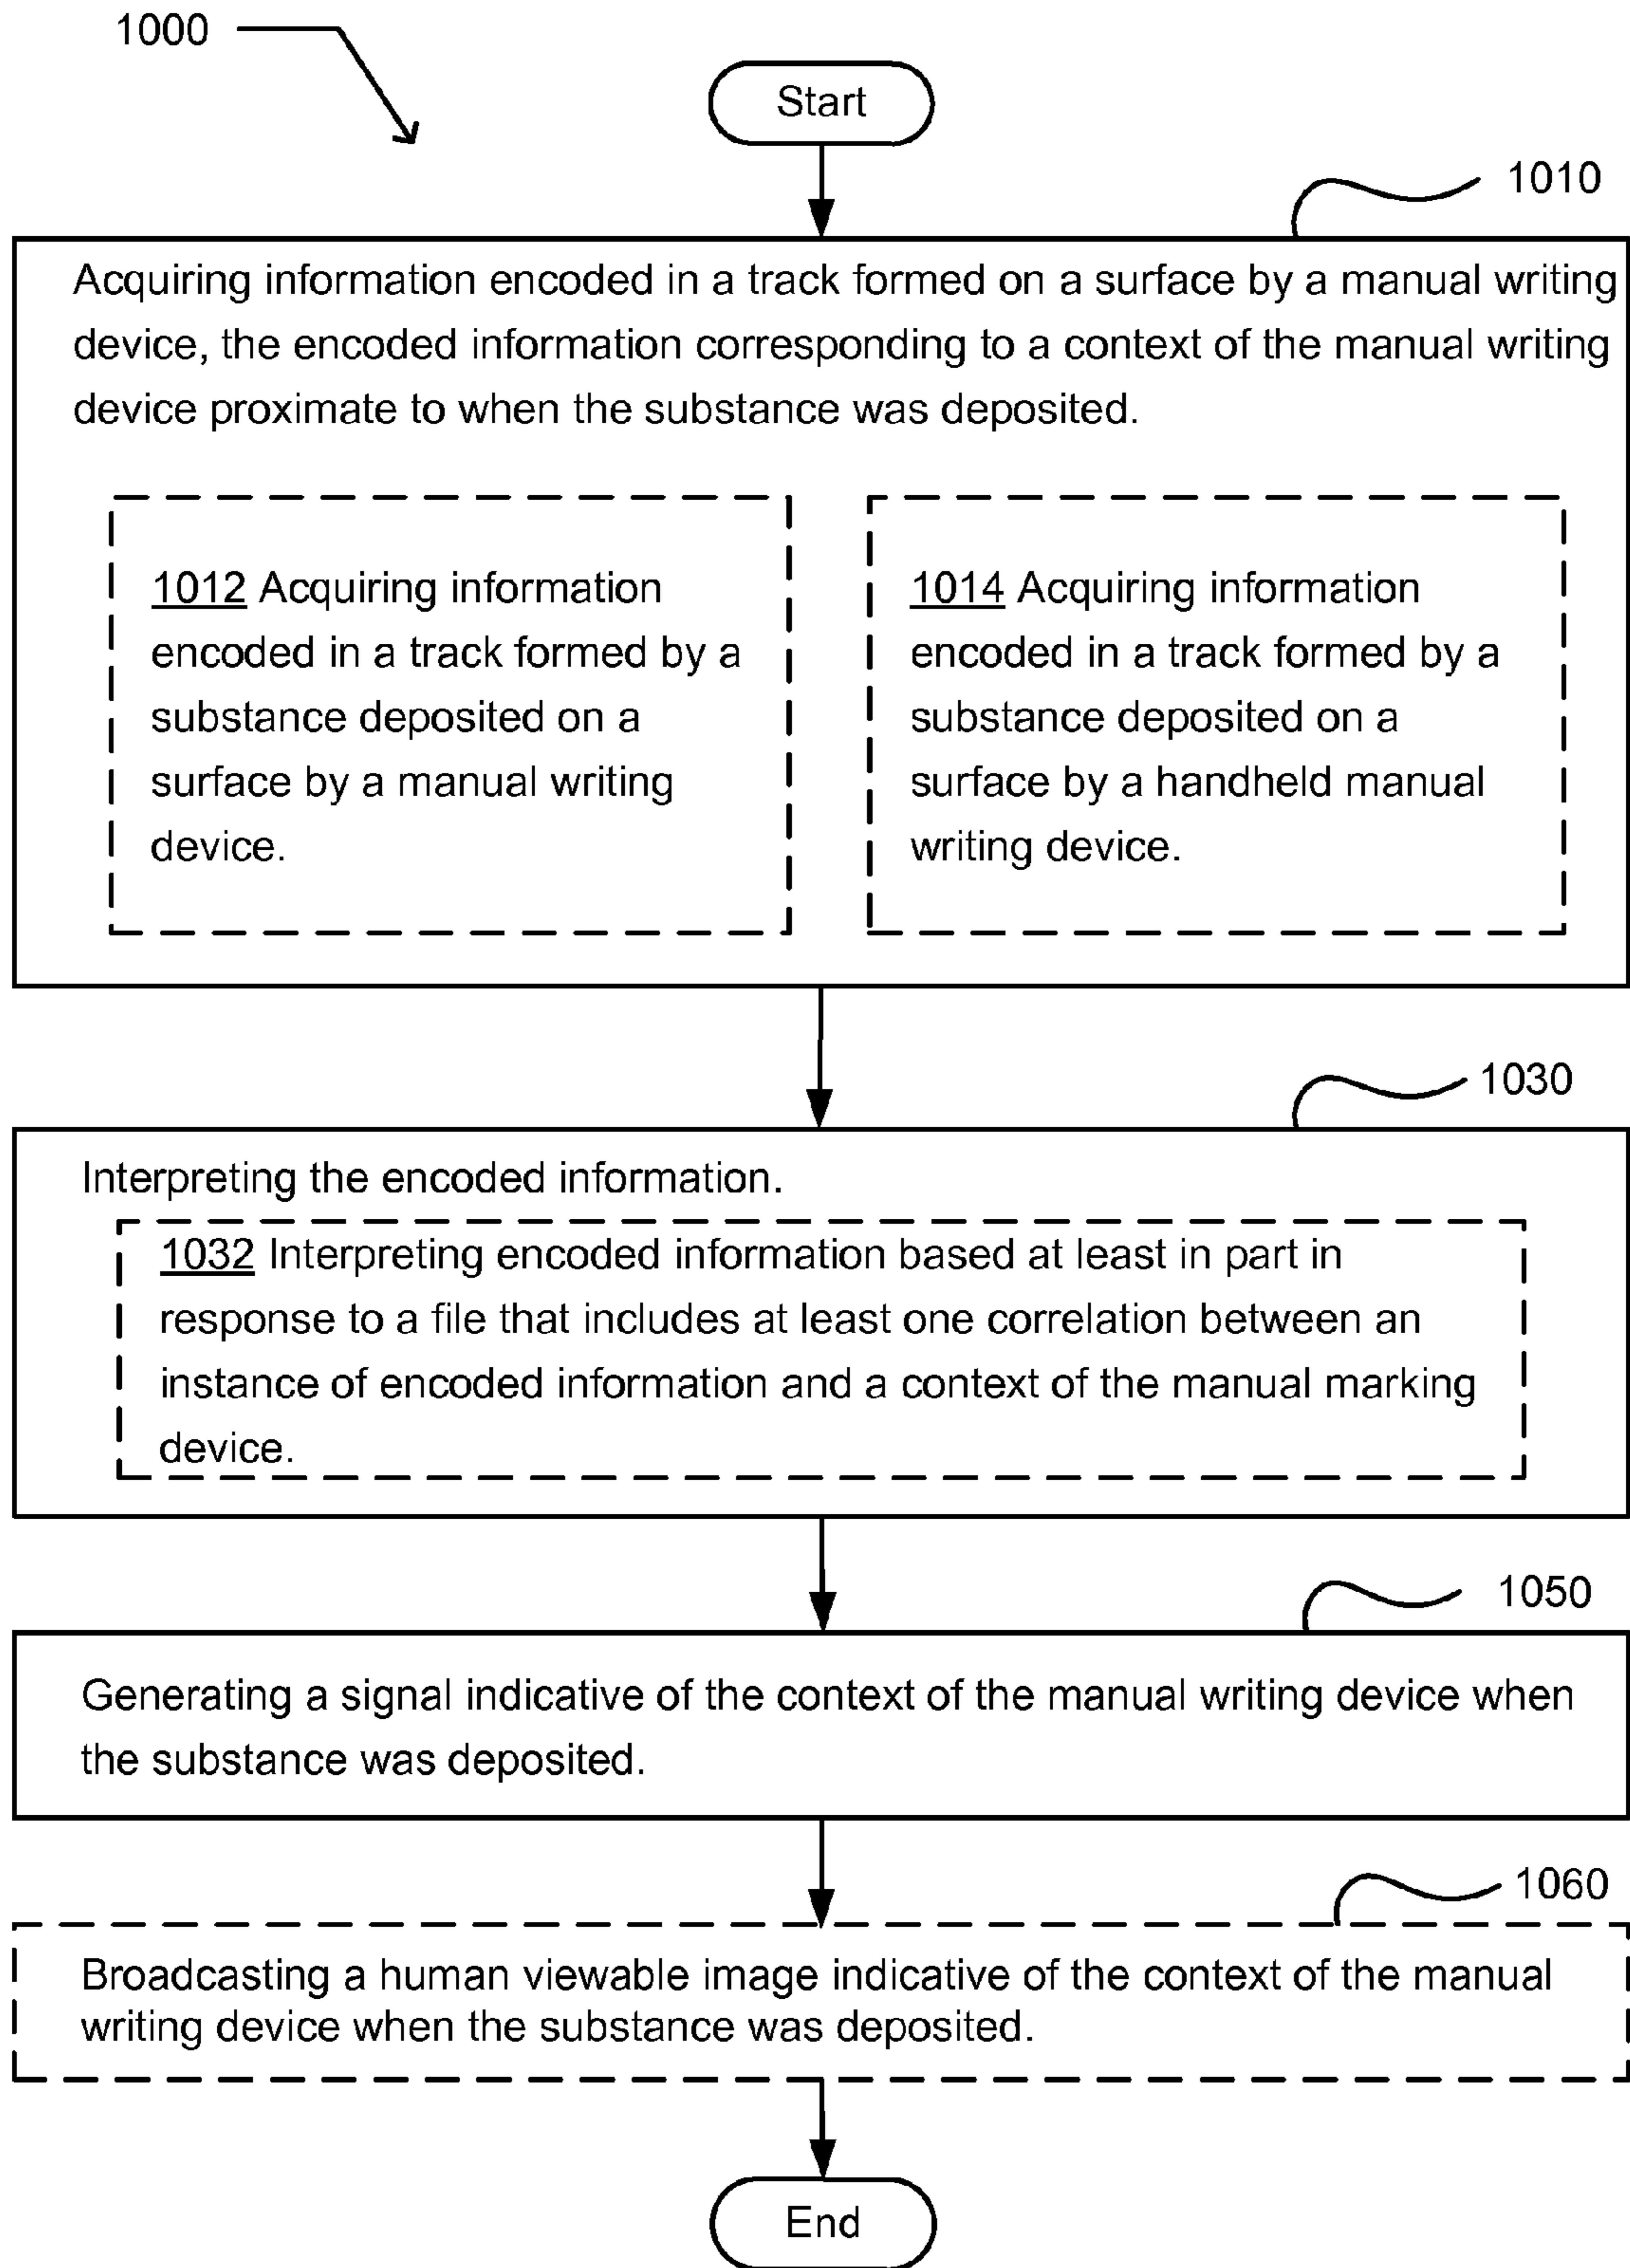 1000
Start
1010
Acquiring information encoded in a track formed on a surface by a manual writing
device, the encoded information corresponding to a context of the manual writing
device proximate to when the substance was deposited.
1012 Acquiring information
encoded in a track formed by a
substance deposited on a
surface by a manual writing
device.
1014 Acquiring information
encoded in a track formed by a
substance deposited on a
surface by a handheld manual
writing device.
1030
Interpreting the encoded information.
1032 Interpreting encoded information based at least in part in
response to a file that includes at least one correlation between an
instance of encoded information and a context of the manual marking
device.
1050
Generating a signal indicative of the context of the manual writing device when
the substance was deposited.
1060
Broadcasting a human viewable image indicative of the context of the manual
writing device when the substance was deposited.
End